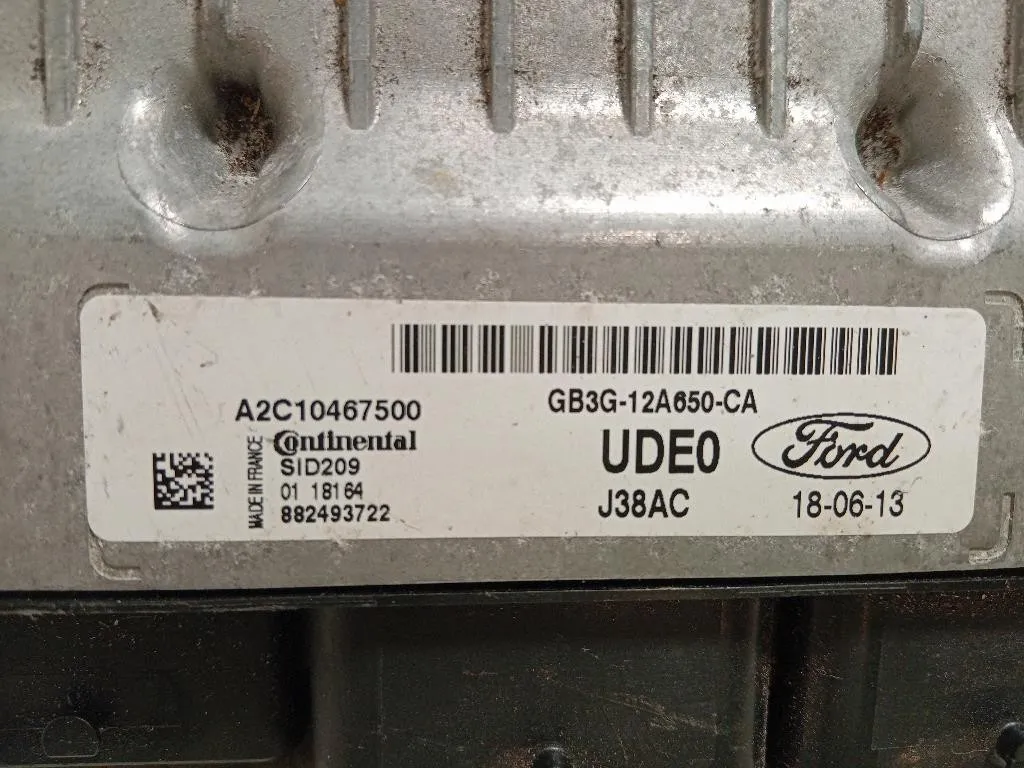 A2C10467500
Continental
MADE IN FRANCE
SID209
01 18164
882493722
GB3G-12A650-CA
UDE0
Ford
J38AC
18-06-13